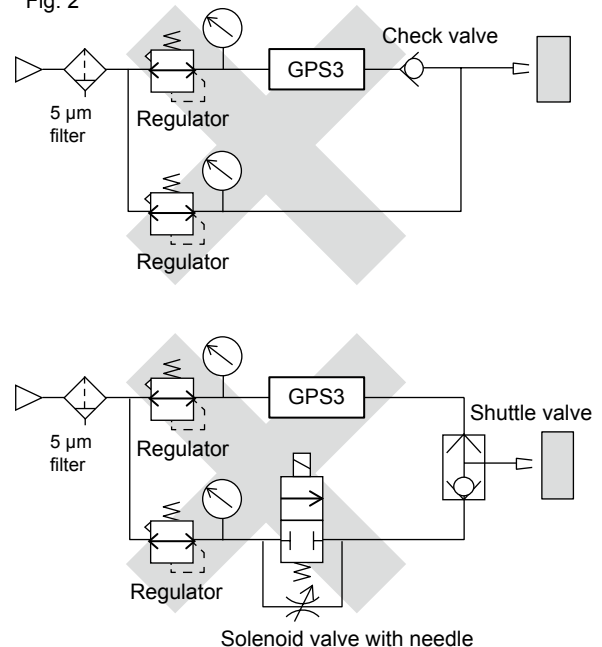 Fig. 2
Check valve
GPS3
5 µm
filter
Regulator
Regulator
GPS3
Shuttle valve
5 µm
filter
Regulator
Regulator
Solenoid valve with needle